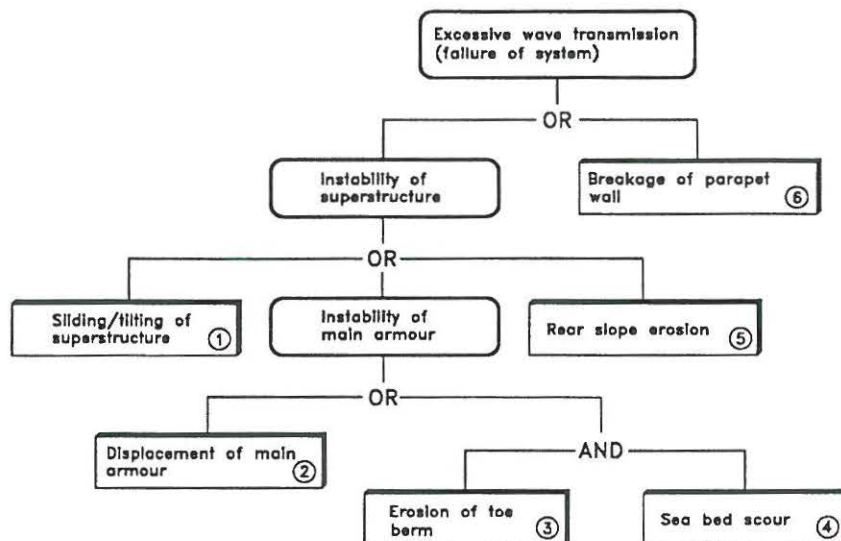 Excessive wave transmission
(failure of system)
OR
Instability of
superstructure
Breakage of parapet
wall
6
OR
Sliding/tilting of
superstructure
1
Instability of
main armour
Rear slope erosion
5
OR
Displacement of main
armour
2
AND
Erosion of toe
berm
3
Sea bed scour
4